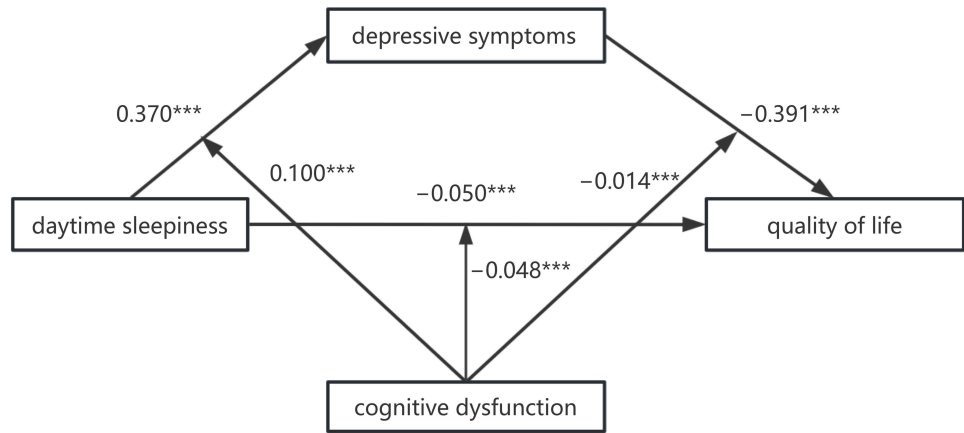 depressive symptoms
0.370***
−0.391***
0.100***
−0.050***
−0.014***
daytime sleepiness
quality of life
−0.048***
cognitive dysfunction